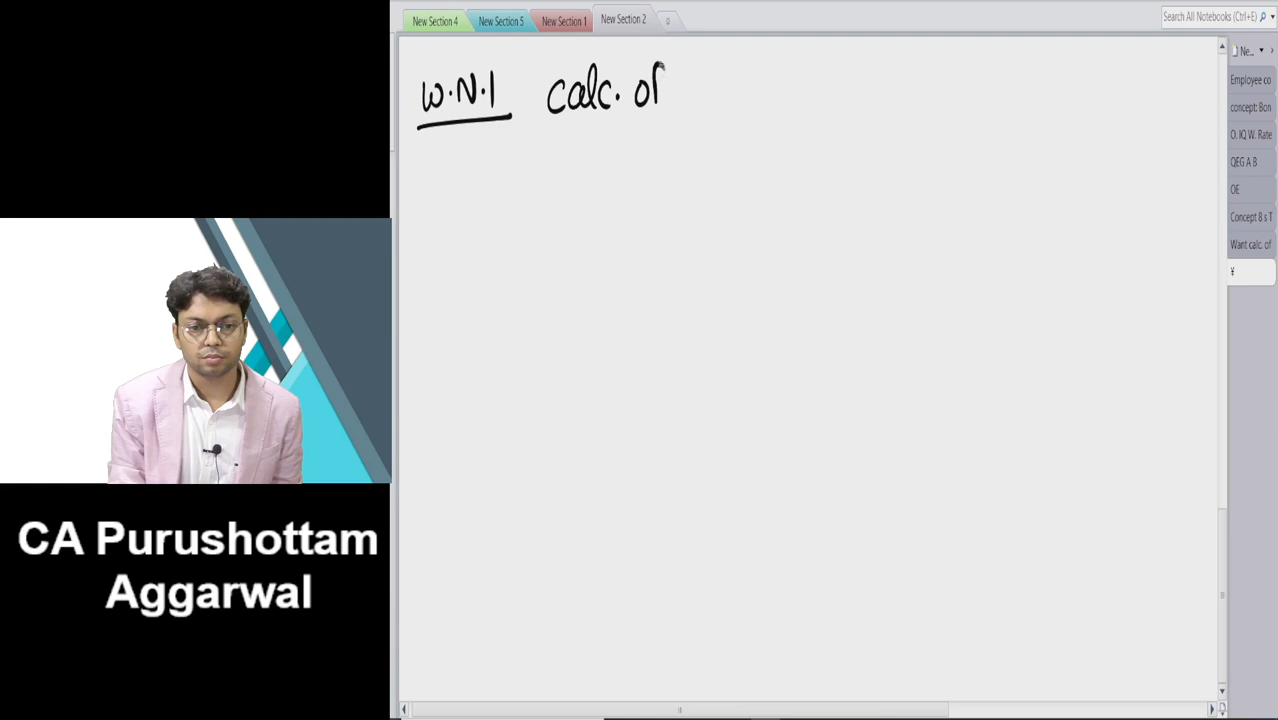 New Section 4
New Section 5
New Section 1
New Section 2
Search All Notebooks (Ctrl+E)
Ne...
W.N.1 calc. of
Employee co
concept: Bon
O. IQ W. Rate
QEG A B
OE
Concept 8 s T
Want calc. of
¥
CA Purushottam
Aggarwal